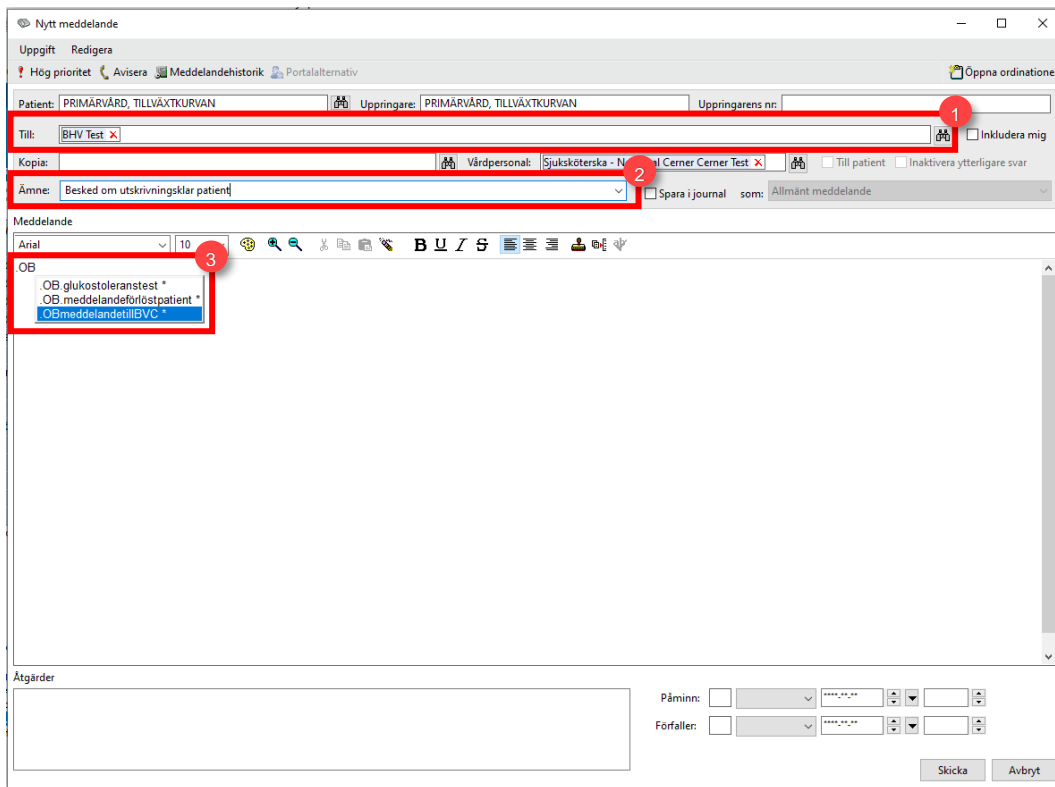 Nytt meddelande
Uppgift Redigera
Hög prioritet Avisera Meddelandehistorik Portalalternativ Öppna ordinatione
Patient: PRIMÄRVÅRD, TILLVÄXTKURVAN Uppringare: PRIMÄRVÅRD, TILLVÄXTKURVAN Uppringarens nr:
1
Till: BHV Test Inkludera mig
Kopia: Vårdpersonal: Sjuksköterska - N al Cerner Cerner Test Till patient Inaktivera ytterligare svar
2
Ämne: Besked om utskrivningsklar patient Spara i journal som: Allmänt meddelande
Meddelande
Arial 10 B U I S
3
.OB
.OB.glukostoleranstest *
.OB.meddelandeförlöstpatient *
.OBmeddelandetillBVC *
Åtgärder
Påminn: ****-**-**
Förfaller: ****-**-**
Skicka Avbryt